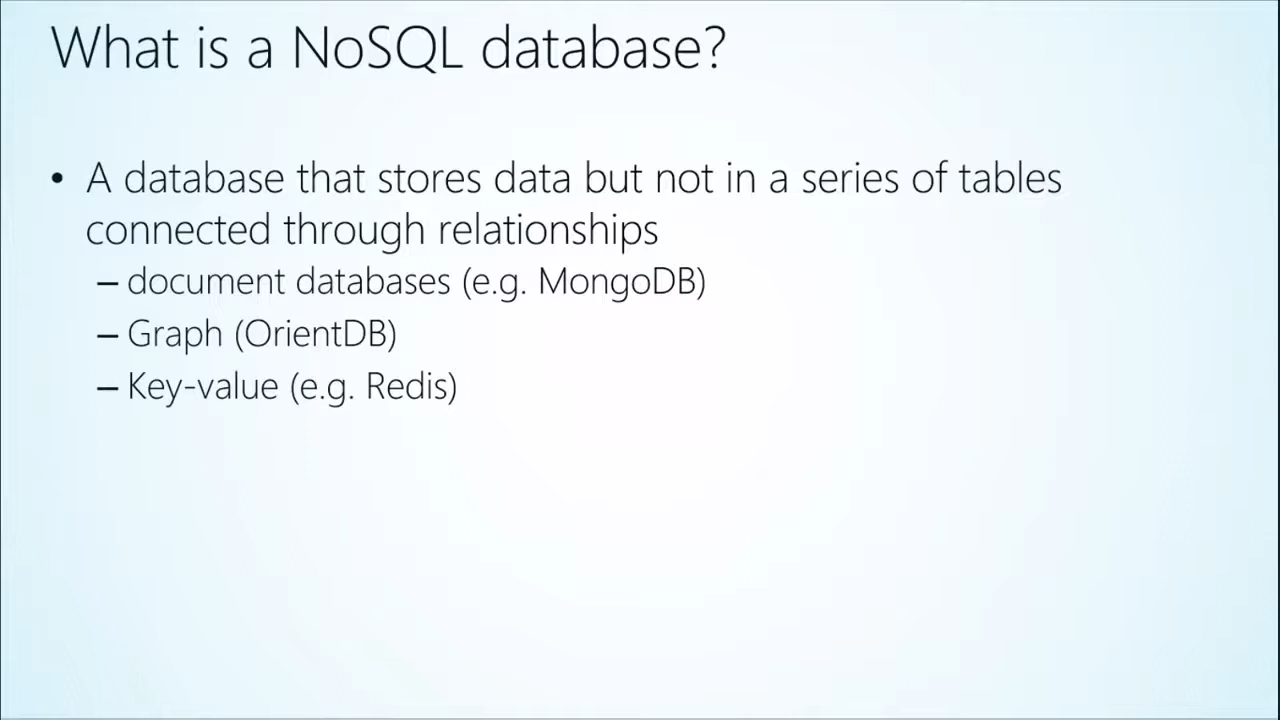 What is a NoSQL database?
• A database that stores data but not in a series of tables
connected through relationships
– document databases (e.g. MongoDB)
– Graph (OrientDB)
– Key-value (e.g. Redis)